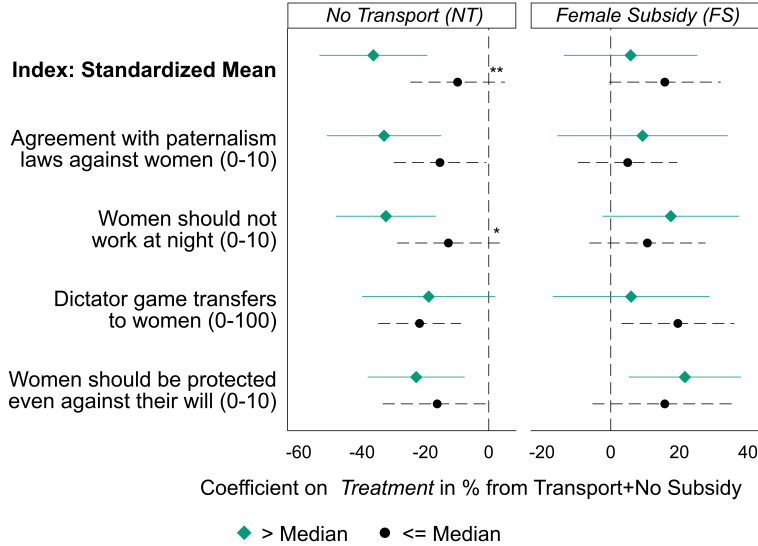 No Transport (NT)
Female Subsidy (FS)
Index: Standardized Mean
**
Agreement with paternalism
laws against women (0-10)
Women should not
work at night (0-10)
*
Dictator game transfers
to women (0-100)
Women should be protected
even against their will (0-10)
-60 -40 -20 0
-20 0 20 40
Coefficient on Treatment in % from Transport+No Subsidy
> Median <= Median